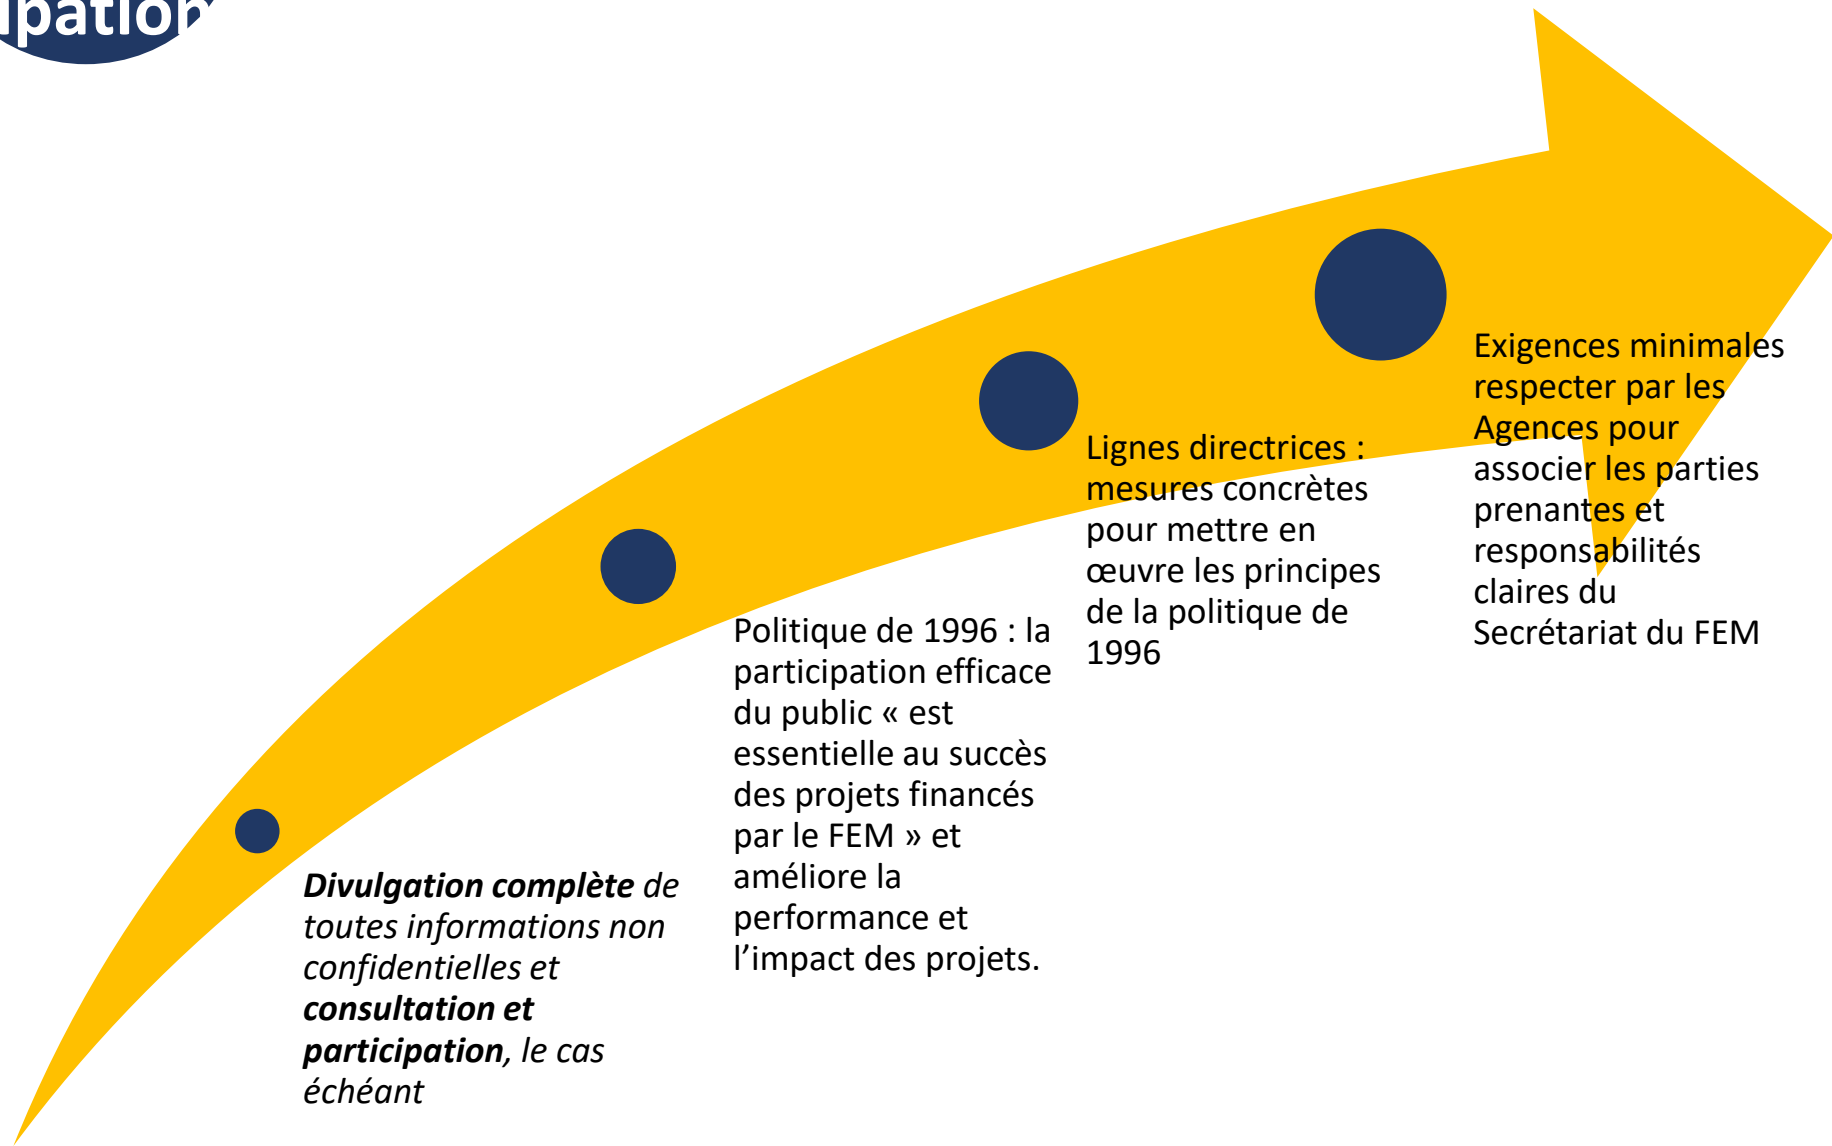 Divulgation complète de
toutes informations non
confidentielles et
consultation et
participation, le cas
échéant
Politique de 1996 : la
participation efficace
du public « est
essentielle au succès
des projets financés
par le FEM » et
améliore la
performance et
l’impact des projets.
Lignes directrices :
mesures concrètes
pour mettre en
œuvre les principes
de la politique de
1996
Exigences minimales
respecter par les
Agences pour
associer les parties
prenantes et
responsabilités
claires du
Secrétariat du FEM